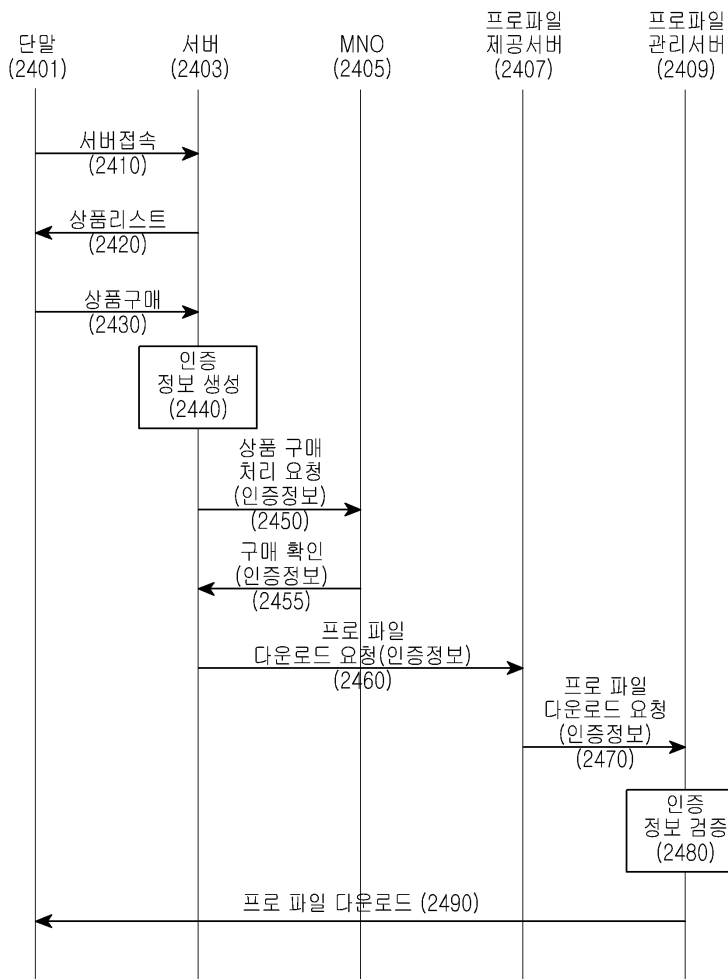 단말
(2401)
서버
(2403)
MNO
(2405)
프로파일
제공서버
(2407)
프로파일
관리서버
(2409)
서버접속
(2410)
상품리스트
(2420)
상품구매
(2430)
인증
정보 생성
(2440)
상품 구매
처리 요청
(인증정보)
(2450)
구매 확인
(인증정보)
(2455)
프로 파일
다운로드 요청(인증정보)
(2460)
프로 파일
다운로드 요청
(인증정보)
(2470)
인증
정보 검증
(2480)
프로 파일 다운로드 (2490)